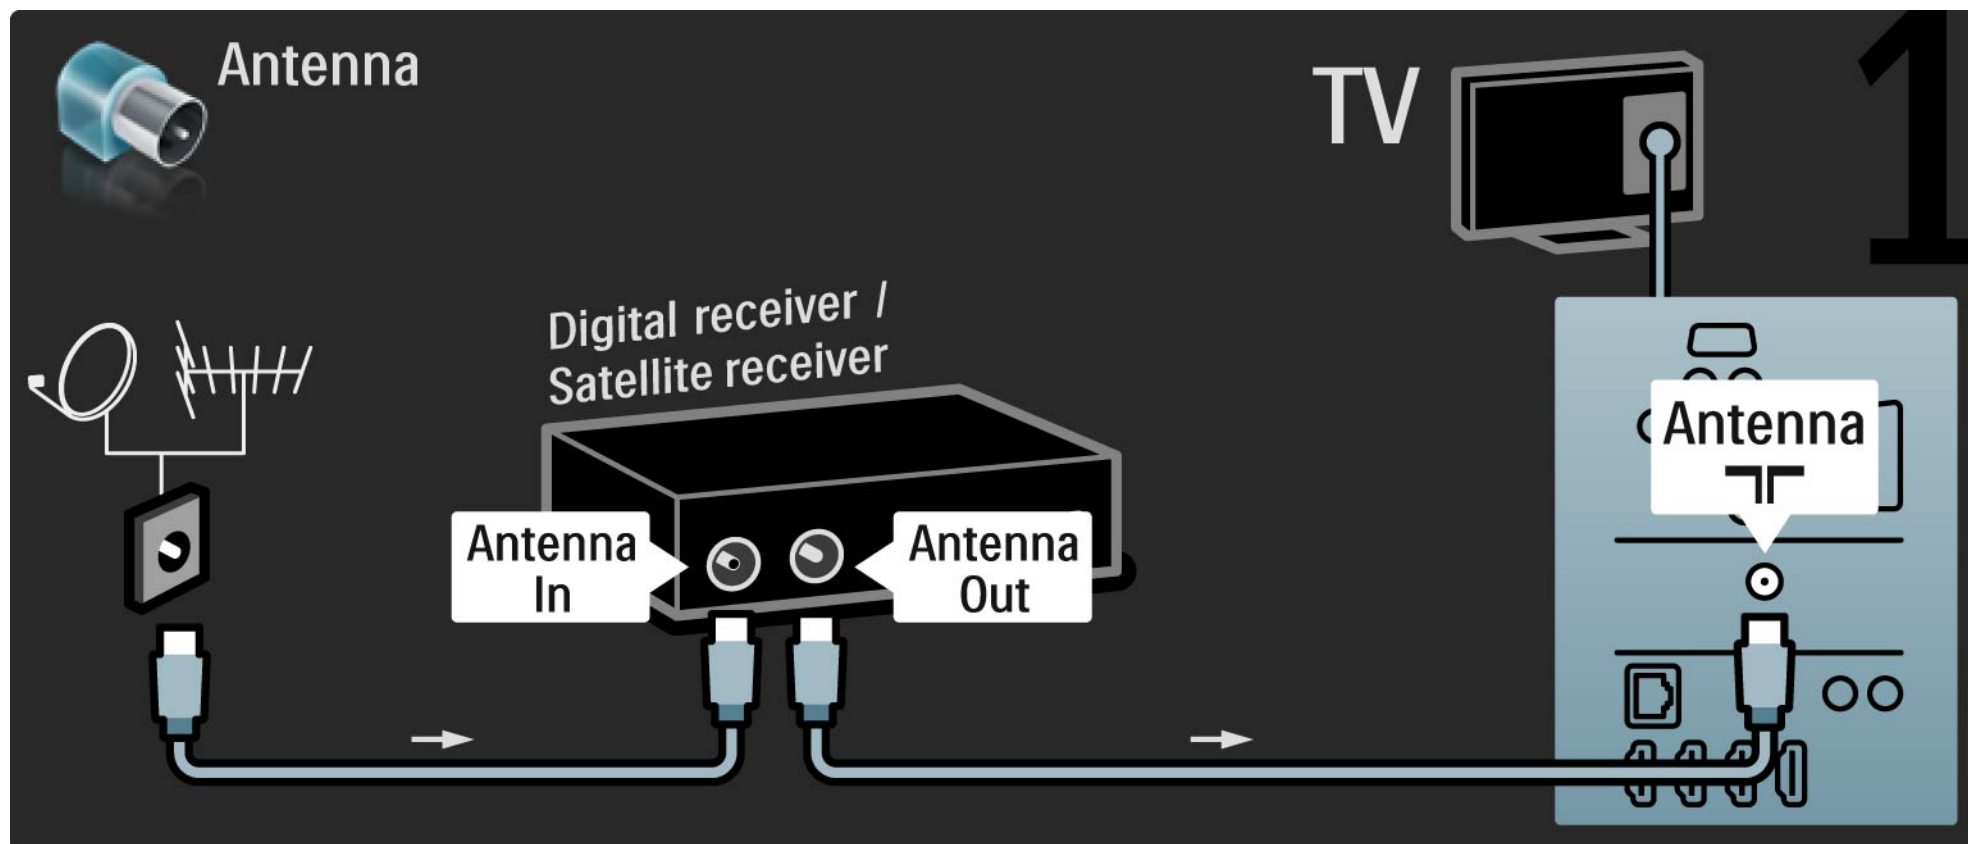 Antenna
TV
1
Digital receiver /
Satellite receiver
Antenna
In
Antenna
Out
Antenna